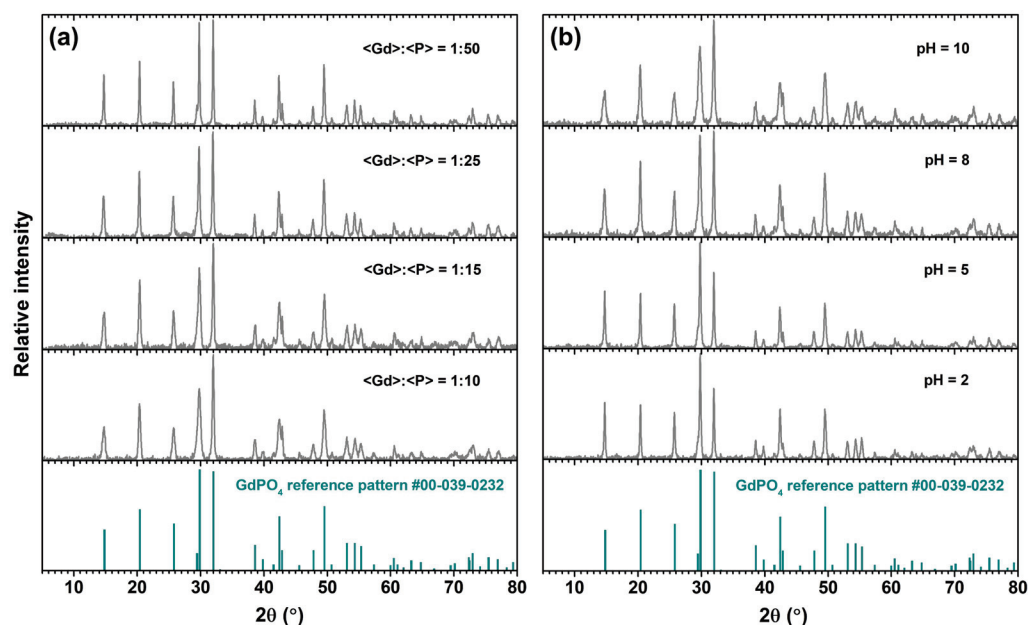 Relative intensity
(a)
<Gd>:<P> = 1:50
<Gd>:<P> = 1:25
<Gd>:<P> = 1:15
<Gd>:<P> = 1:10
GdPO₄ reference pattern #00-039-0232
10 20 30 40 50 60 70 80
2θ (°)
(b)
pH = 10
pH = 8
pH = 5
pH = 2
GdPO₄ reference pattern #00-039-0232
10 20 30 40 50 60 70 80
2θ (°)